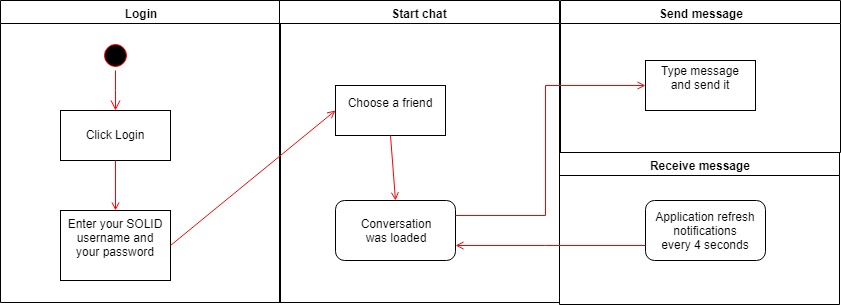 Login
Start chat
Send message
Click Login
Enter your SOLID
username and
your password
Choose a friend
Conversation
was loaded
Type message
and send it
Receive message
Application refresh
notifications
every 4 seconds